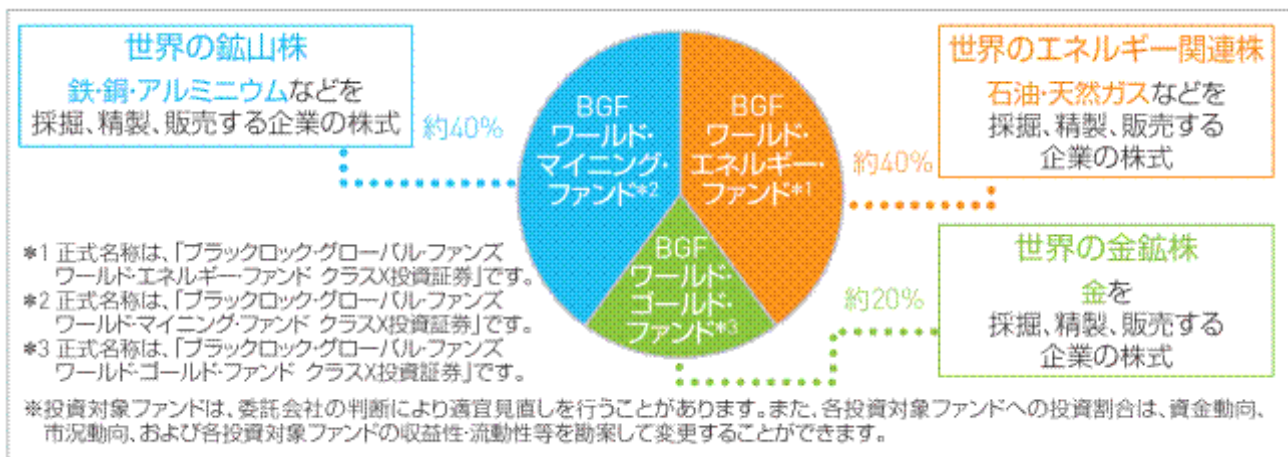 世界の鉱山株
鉄・銅・アルミニウムなどを
採掘、精製、販売する企業の株式
約40%
BGF
ワールド・
マイニング・
ファンド*2
BGF
ワールド・
エネルギー・
ファンド*1
世界のエネルギー関連株
石油・天然ガスなどを
採掘、精製、販売する
企業の株式
約40%
BGF
ワールド・
ゴールド・
ファンド*3
約20%
世界の金鉱株
金を
採掘、精製、販売する
企業の株式
*1 正式名称は、「ブラックロック・グローバル・ファンズ
ワールド・エネルギー・ファンド クラスX投資証券」です。
*2 正式名称は、「ブラックロック・グローバル・ファンズ
ワールド・マイニング・ファンド クラスX投資証券」です。
*3 正式名称は、「ブラックロック・グローバル・ファンズ
ワールド・ゴールド・ファンド クラスX投資証券」です。
※投資対象ファンドは、委託会社の判断により適宜見直しを行うことがあります。また、各投資対象ファンドへの投資割合は、資金動向、
市況動向、および各投資対象ファンドの収益性・流動性等を勘案して変更することができます。